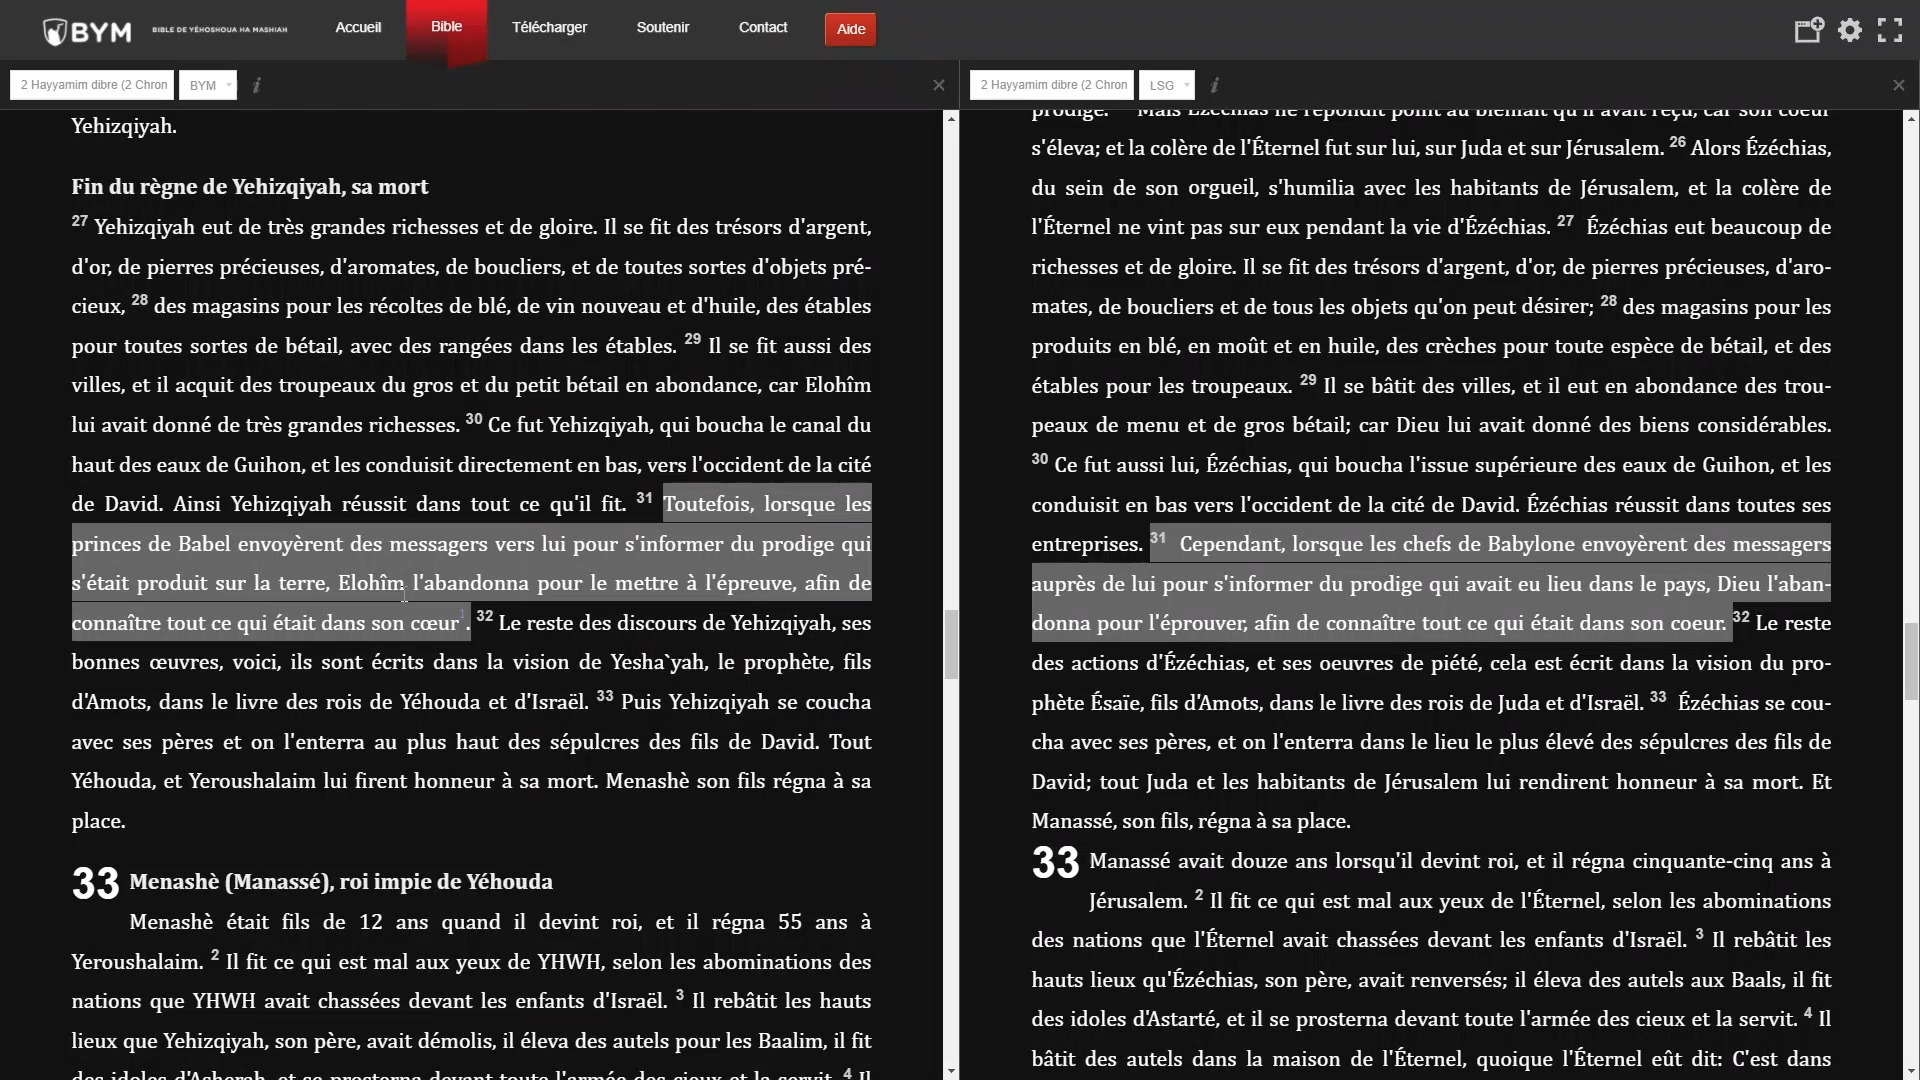 BYM BIBLE DE YÉHOSHOUA HA MASHIAH Accueil Bible Télécharger Soutenir Contact Aide
2 Hayyamim dibre (2 Chron BYM i ×
Yehizqiyah.
Fin du règne de Yehizqiyah, sa mort
27 Yehizqiyah eut de très grandes richesses et de gloire. Il se fit des trésors d'argent,
d'or, de pierres précieuses, d'aromates, de boucliers, et de toutes sortes d'objets pré-
cieux, 28 des magasins pour les récoltes de blé, de vin nouveau et d'huile, des étables
pour toutes sortes de bétail, avec des rangées dans les étables. 29 Il se fit aussi des
villes, et il acquit des troupeaux du gros et du petit bétail en abondance, car Elohîm
lui avait donné de très grandes richesses. 30 Ce fut Yehizqiyah, qui boucha le canal du
haut des eaux de Guihon, et les conduisit directement en bas, vers l'occident de la cité
de David. Ainsi Yehizqiyah réussit dans tout ce qu'il fit. 31 Toutefois, lorsque les
princes de Babel envoyèrent des messagers vers lui pour s'informer du prodige qui
s'était produit sur la terre, Elohîm l'abandonna pour le mettre à l'épreuve, afin de
connaître tout ce qui était dans son cœur1. 32 Le reste des discours de Yehizqiyah, ses
bonnes œuvres, voici, ils sont écrits dans la vision de Yesha`yah, le prophète, fils
d'Amots, dans le livre des rois de Yéhouda et d'Israël. 33 Puis Yehizqiyah se coucha
avec ses pères et on l'enterra au plus haut des sépulcres des fils de David. Tout
Yéhouda, et Yeroushalaim lui firent honneur à sa mort. Menashè son fils régna à sa
place.
33 Menashè (Manassé), roi impie de Yéhouda
Menashè était fils de 12 ans quand il devint roi, et il régna 55 ans à
Yeroushalaim. 2 Il fit ce qui est mal aux yeux de YHWH, selon les abominations des
nations que YHWH avait chassées devant les enfants d'Israël. 3 Il rebâtit les hauts
lieux que Yehizqiyah, son père, avait démolis, il éleva des autels pour les Baalim, il fit
des idoles d'Asherah, et se prosterna devant toute l'armée des cieux et la servit. 4 Il
2 Hayyamim dibre (2 Chron LSG i ×
prodige. Mais Ézéchias ne répondit point au bienfait qu'il avait reçu, car son coeur
s'éleva; et la colère de l'Éternel fut sur lui, sur Juda et sur Jérusalem. 26 Alors Ézéchias,
du sein de son orgueil, s'humilia avec les habitants de Jérusalem, et la colère de
l'Éternel ne vint pas sur eux pendant la vie d'Ézéchias. 27 Ézéchias eut beaucoup de
richesses et de gloire. Il se fit des trésors d'argent, d'or, de pierres précieuses, d'aro-
mates, de boucliers et de tous les objets qu'on peut désirer; 28 des magasins pour les
produits en blé, en moût et en huile, des crèches pour toute espèce de bétail, et des
étables pour les troupeaux. 29 Il se bâtit des villes, et il eut en abondance des trou-
peaux de menu et de gros bétail; car Dieu lui avait donné des biens considérables.
30 Ce fut aussi lui, Ézéchias, qui boucha l'issue supérieure des eaux de Guihon, et les
conduisit en bas vers l'occident de la cité de David. Ézéchias réussit dans toutes ses
entreprises. 31 Cependant, lorsque les chefs de Babylone envoyèrent des messagers
auprès de lui pour s'informer du prodige qui avait eu lieu dans le pays, Dieu l'aban-
donna pour l'éprouver, afin de connaître tout ce qui était dans son coeur. 32 Le reste
des actions d'Ézéchias, et ses oeuvres de piété, cela est écrit dans la vision du pro-
phète Ésaïe, fils d'Amots, dans le livre des rois de Juda et d'Israël. 33 Ézéchias se cou-
cha avec ses pères, et on l'enterra dans le lieu le plus élevé des sépulcres des fils de
David; tout Juda et les habitants de Jérusalem lui rendirent honneur à sa mort. Et
Manassé, son fils, régna à sa place.
33 Manassé avait douze ans lorsqu'il devint roi, et il régna cinquante-cinq ans à
Jérusalem. 2 Il fit ce qui est mal aux yeux de l'Éternel, selon les abominations
des nations que l'Éternel avait chassées devant les enfants d'Israël. 3 Il rebâtit les
hauts lieux qu'Ézéchias, son père, avait renversés; il éleva des autels aux Baals, il fit
des idoles d'Astarté, et il se prosterna devant toute l'armée des cieux et la servit. 4 Il
bâtit des autels dans la maison de l'Éternel, quoique l'Éternel eût dit: C'est dans